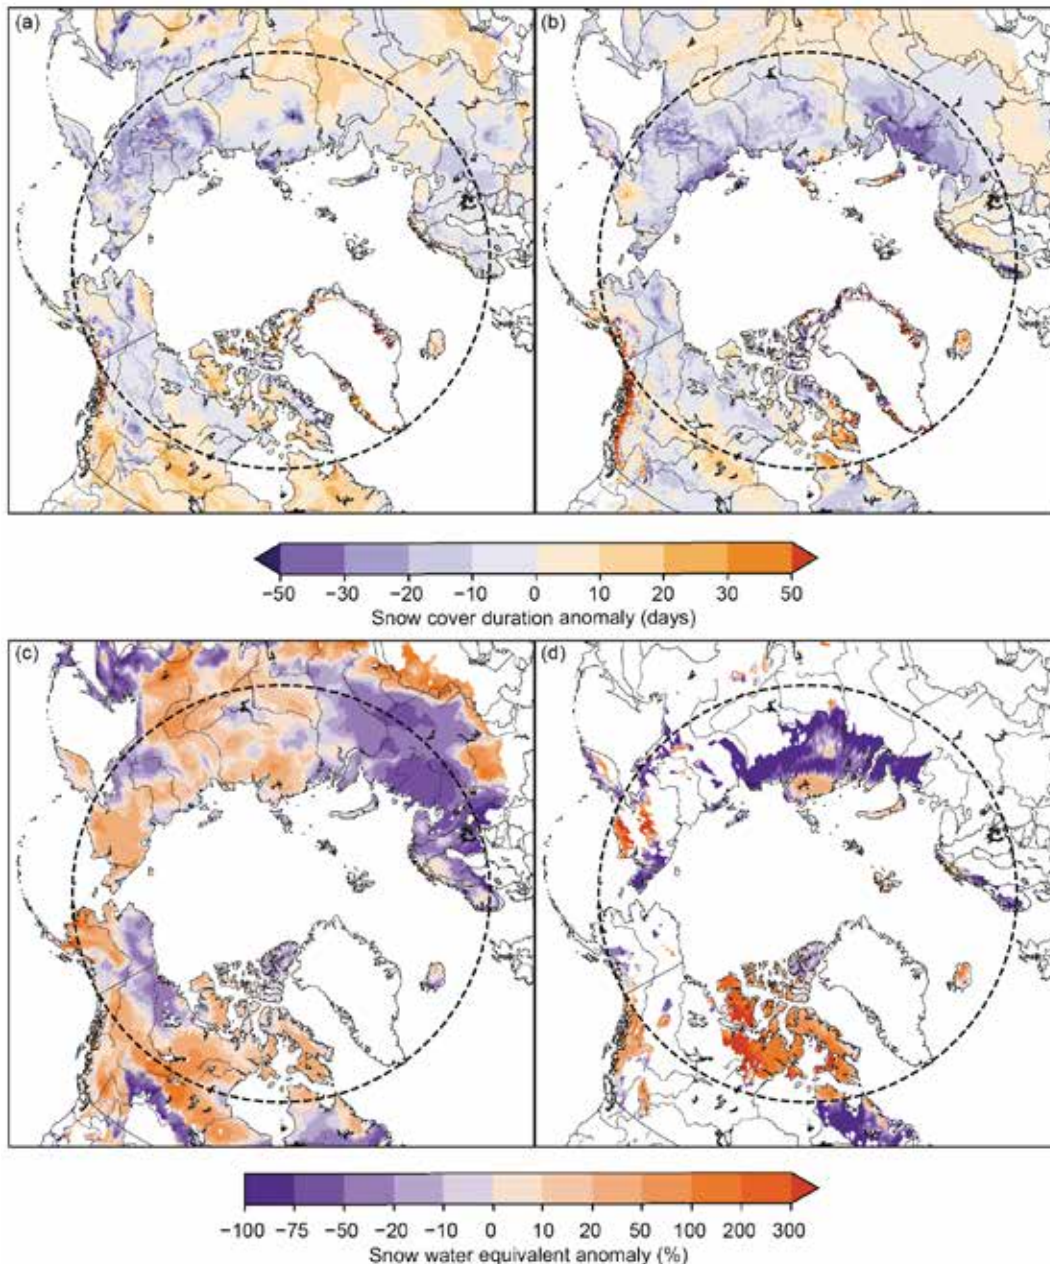 (a)
(b)
−50 −30 −20 −10 0 10 20 30 50
Snow cover duration anomaly (days)
(c)
(d)
−100 −75 −50 −10 0 10 20 50 100 200 300
Snow water equivalent anomaly (%)